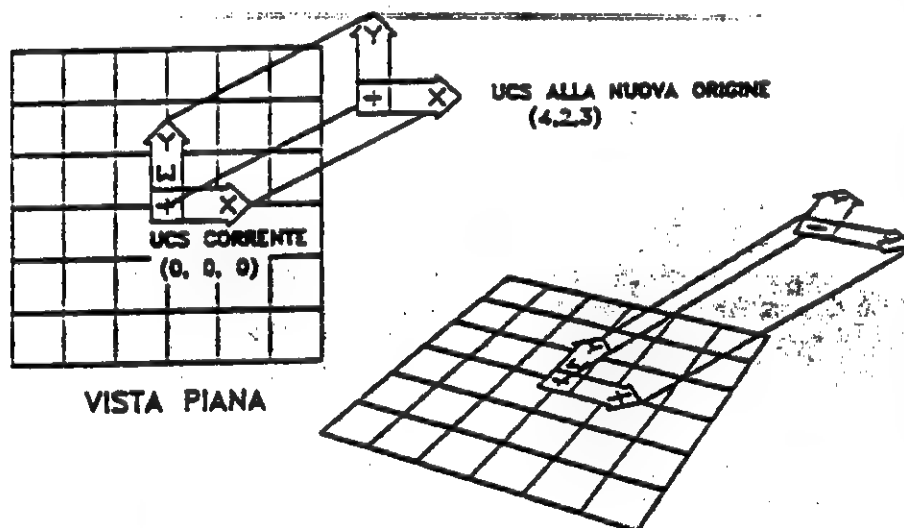 Y
+ X
UCS ALLA NUOVA ORIGINE
(4,2,3)
Y
W
+ X
UCS CORRENTE
(0, 0, 0)
VISTA PIANA